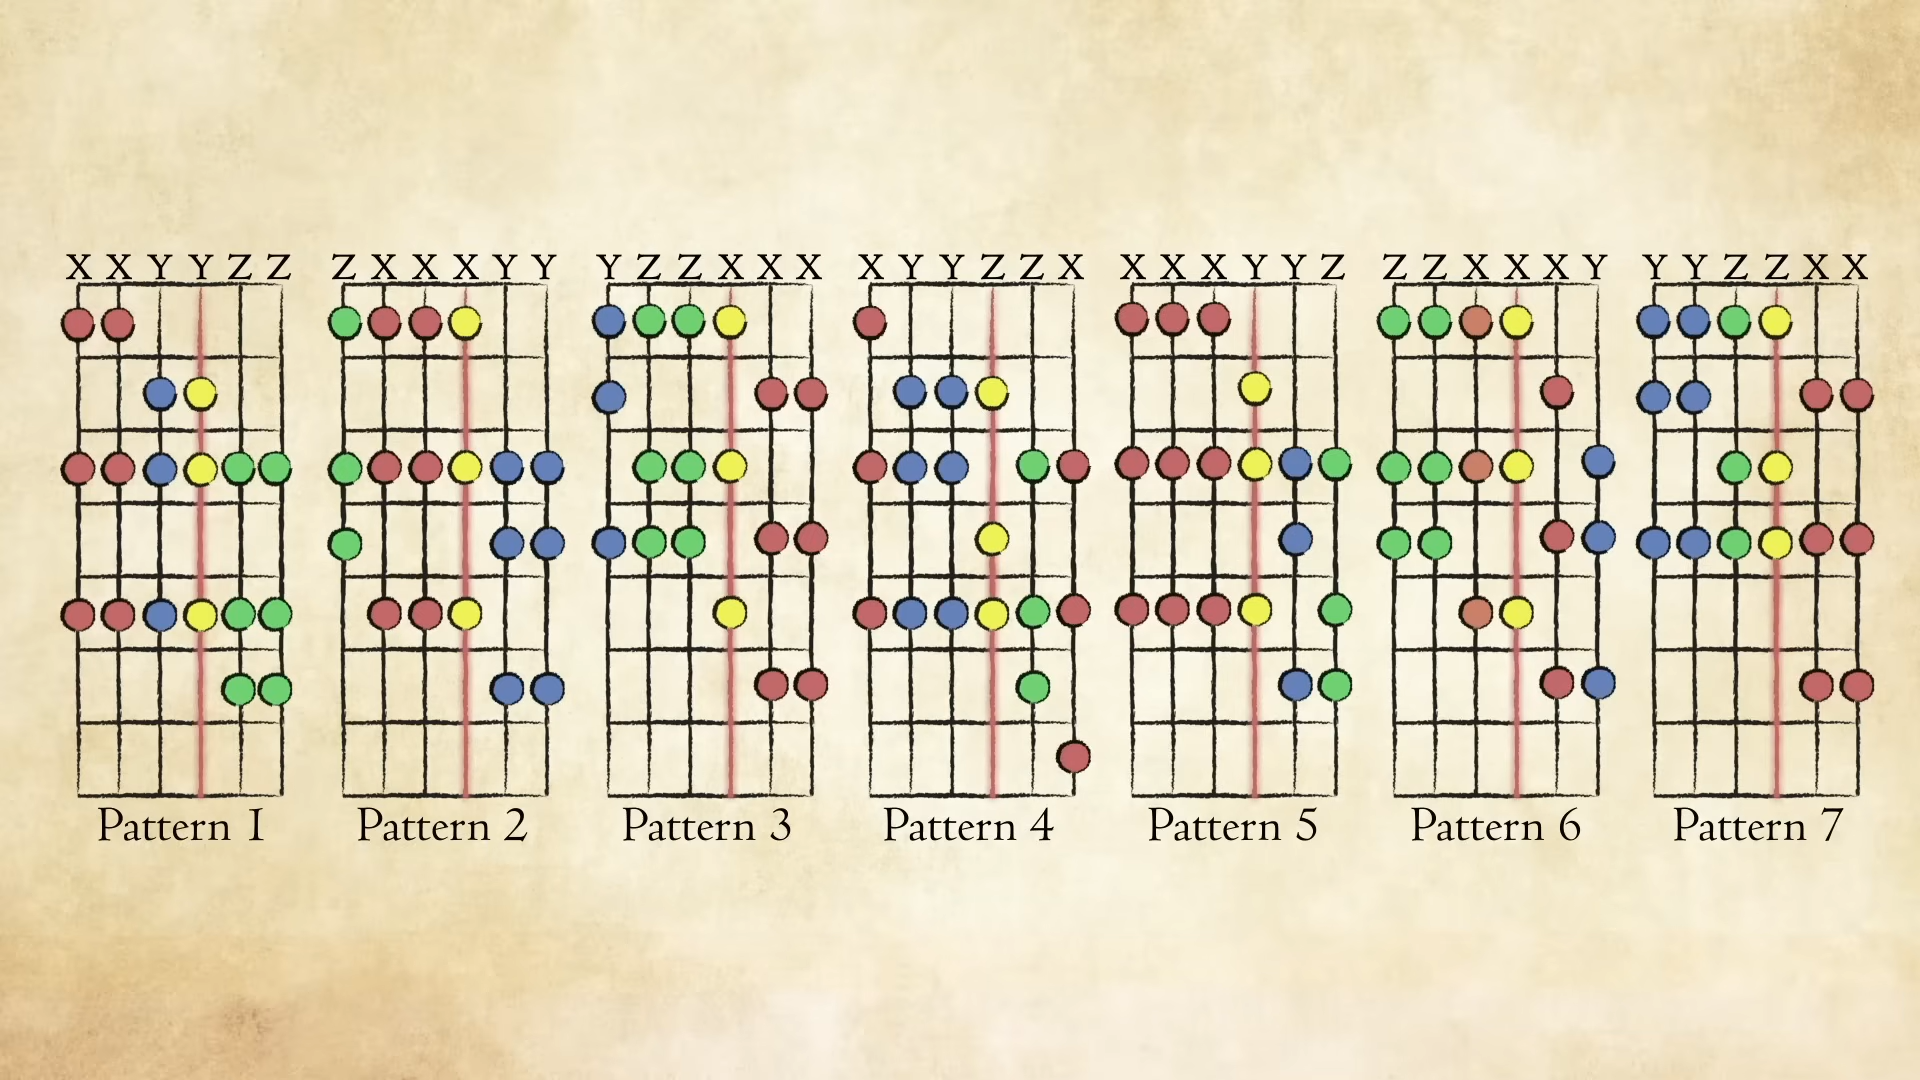 X X Y Y Z Z
Z X X X Y Y
Y Z Z X X X
X Y Y Z Z X
X X X Y Y Z
Z Z X X X Y
Y Y Z Z X X
Pattern 1
Pattern 2
Pattern 3
Pattern 4
Pattern 5
Pattern 6
Pattern 7